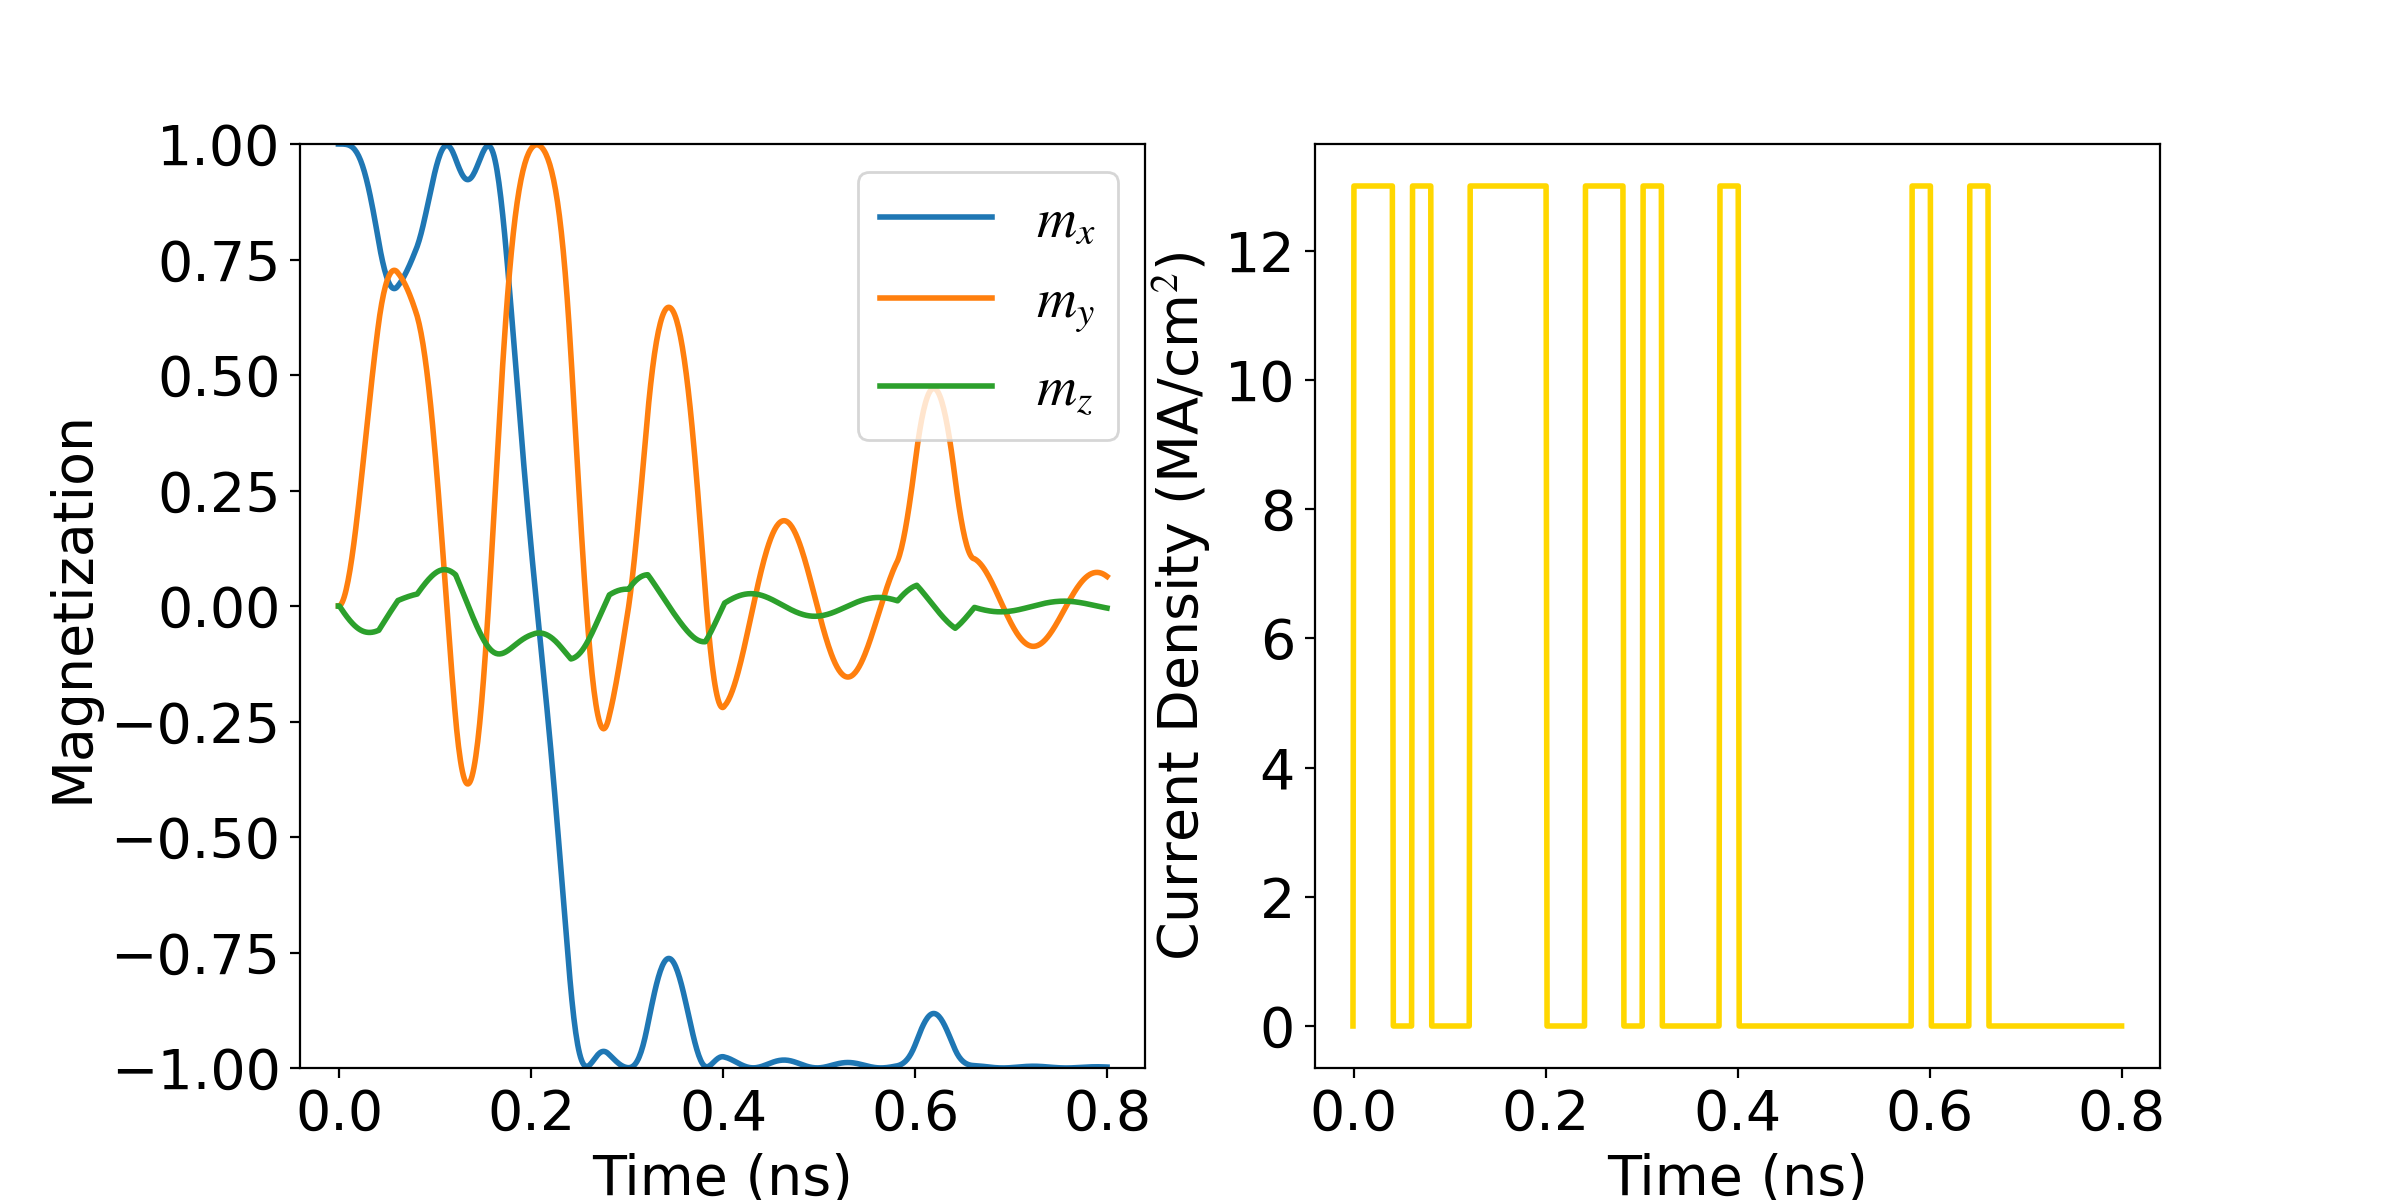 Magnetization
1.00
0.75
0.50
0.25
0.00
−0.25
−0.50
−0.75
−1.00
0.0 0.2 0.4 0.6 0.8
Time (ns)
m_x
m_y
m_z
Current Density (MA/cm²)
12
10
8
6
4
2
0
0.0 0.2 0.4 0.6 0.8
Time (ns)